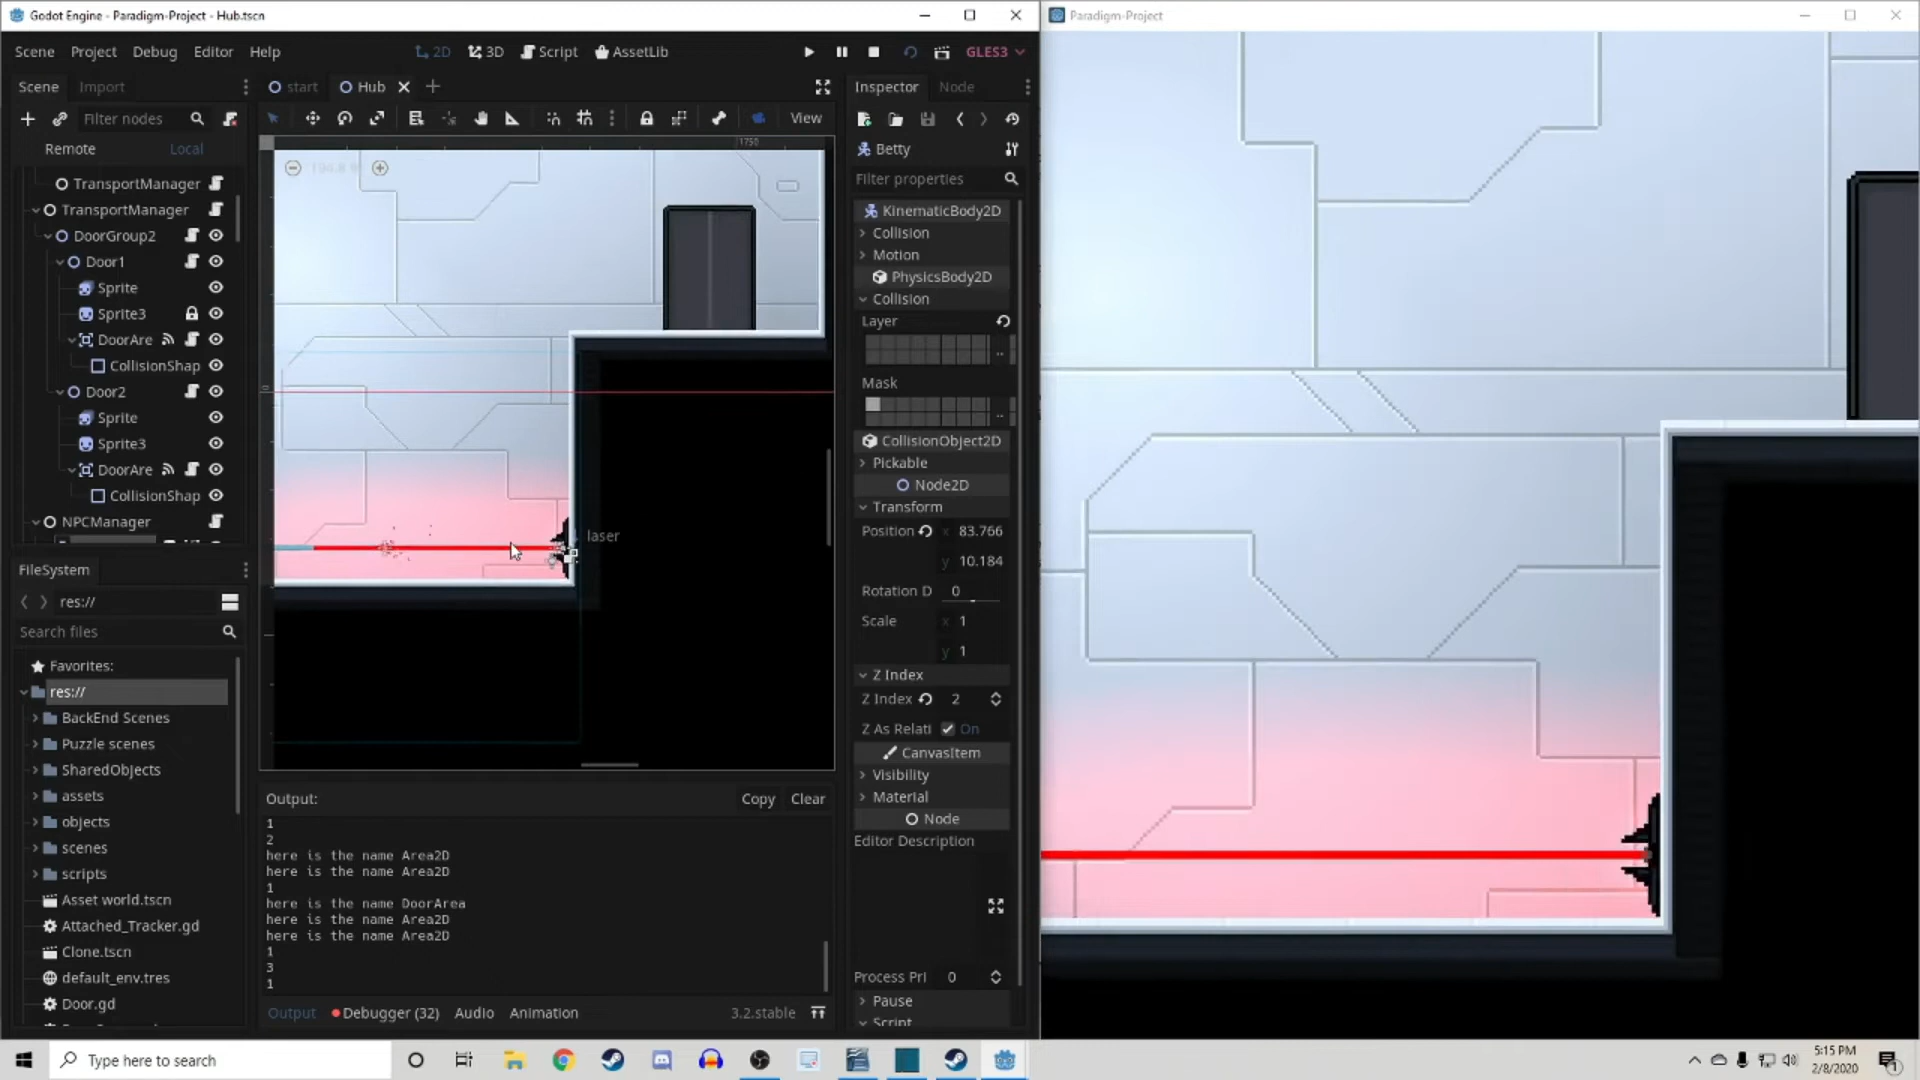 Godot Engine - Paradigm-Project - Hub.tscn
Paradigm-Project
Scene Project Debug Editor Help
2D 3D Script AssetLib
GLES3
Scene Import
start Hub
Inspector Node
Filter nodes
View
Remote Local
Betty
1750
Filter properties
TransportManager
TransportManager
DoorGroup2
Door1
Sprite
Sprite3
DoorAre
CollisionShap
Door2
Sprite
Sprite3
DoorAre
CollisionShap
NPCManager
laser
KinematicBody2D
Collision
Motion
PhysicsBody2D
Collision
Layer
..
Mask
..
CollisionObject2D
Pickable
Node2D
Transform
Position x 83.766
y 10.184
Rotation D 0
Scale x 1
y 1
Z Index
Z Index 2
Z As Relati On
CanvasItem
Visibility
Material
Node
Editor Description
Process Pri 0
Pause
Script
FileSystem
res://
Search files
Favorites:
res://
BackEnd Scenes
Puzzle scenes
SharedObjects
assets
objects
scenes
scripts
Asset world.tscn
Attached_Tracker.gd
Clone.tscn
default_env.tres
Door.gd
Output: Copy Clear
1
2
here is the name Area2D
here is the name Area2D
1
here is the name DoorArea
here is the name Area2D
here is the name Area2D
1
3
1
Output Debugger (32) Audio Animation 3.2.stable
Type here to search
5:15 PM
2/8/2020